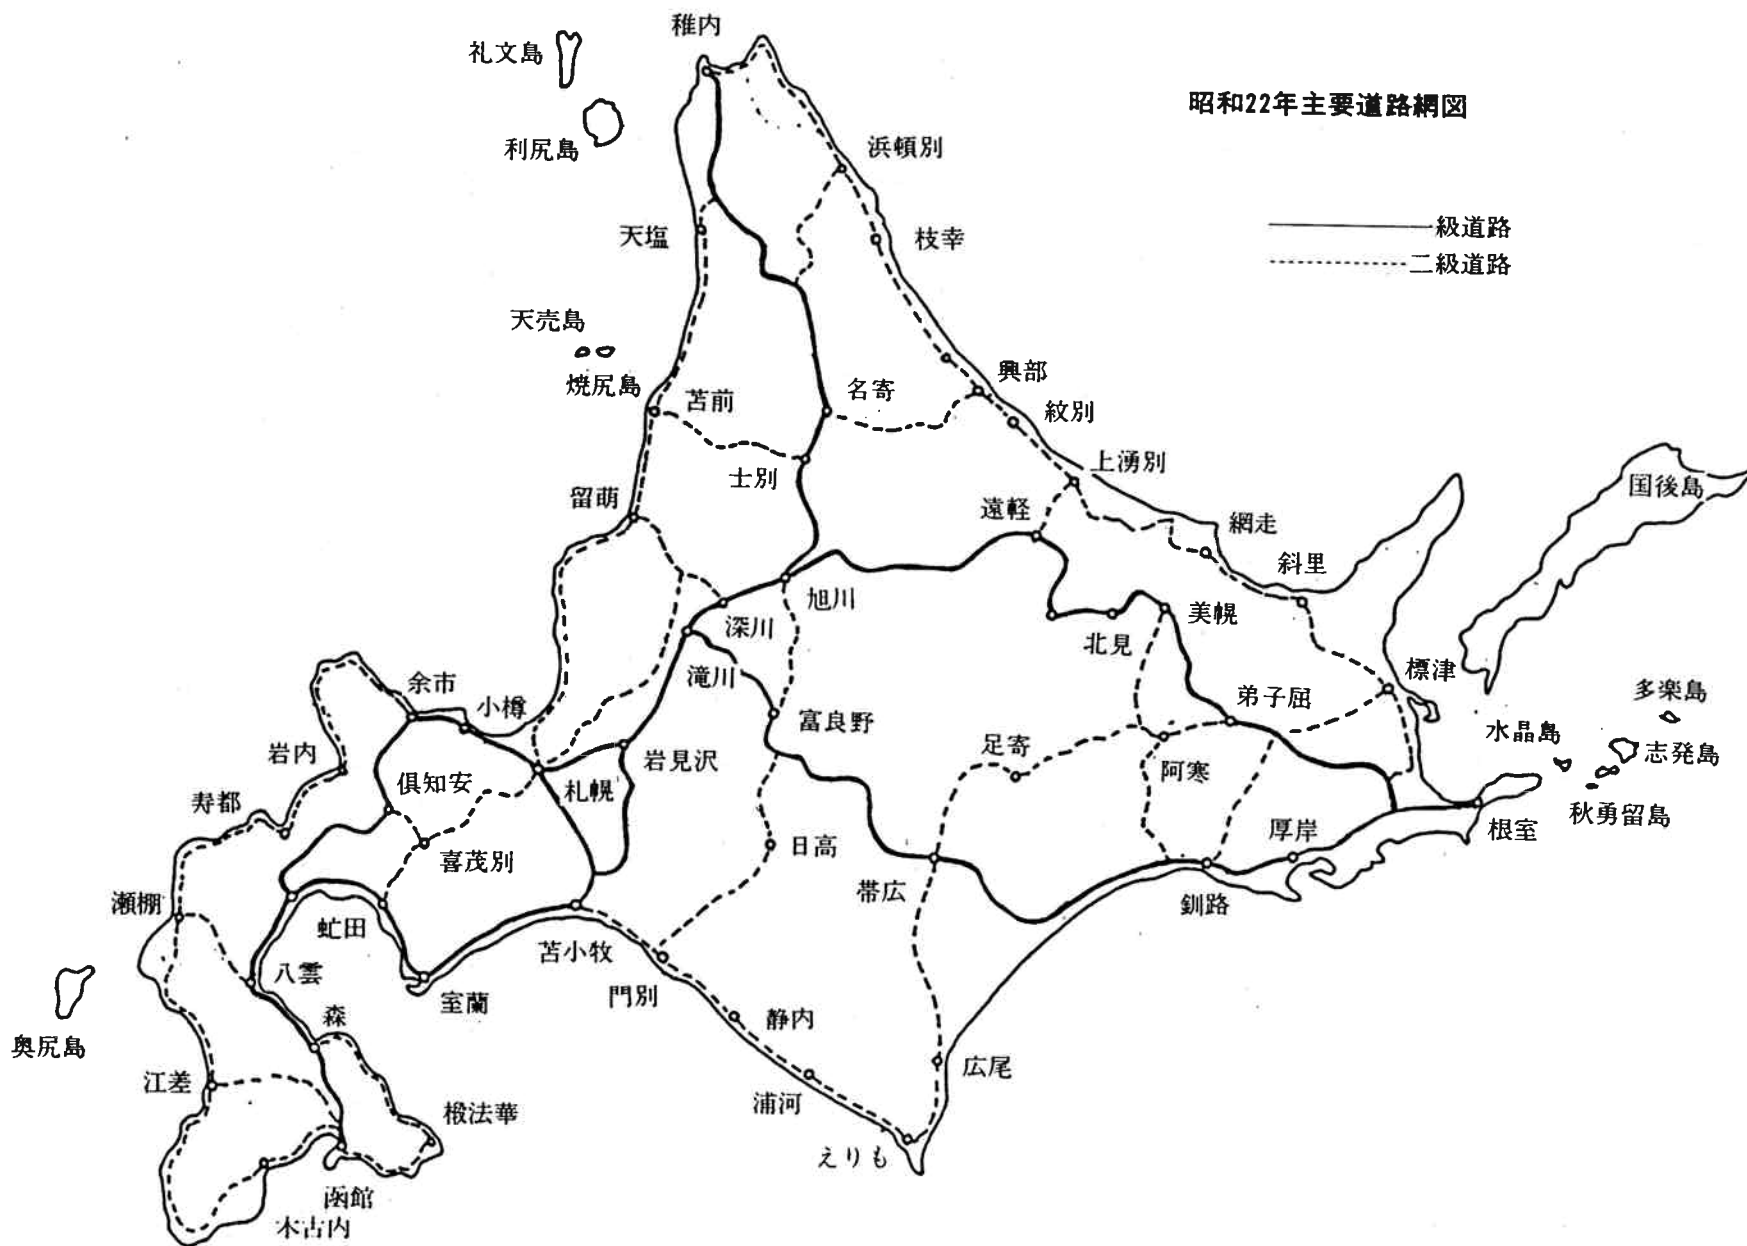 昭和22年主要道路網図
一級道路
二級道路
稚内
礼文島
利尻島
浜頓別
天塩
枝幸
天売島
焼尻島
苫前
名寄
興部
紋別
士別
上湧別
留萌
遠軽
網走
斜里
国後島
旭川
深川
北見
美幌
滝川
標津
余市
小樽
富良野
弟子屈
多楽島
水晶島
志発島
秋勇留島
岩内
岩見沢
足寄
阿寒
倶知安
札幌
寿都
根室
厚岸
喜茂別
日高
帯広
釧路
瀬棚
虻田
苫小牧
八雲
室蘭
門別
森
静内
奥尻島
広尾
江差
浦河
椴法華
えりも
函館
木古内